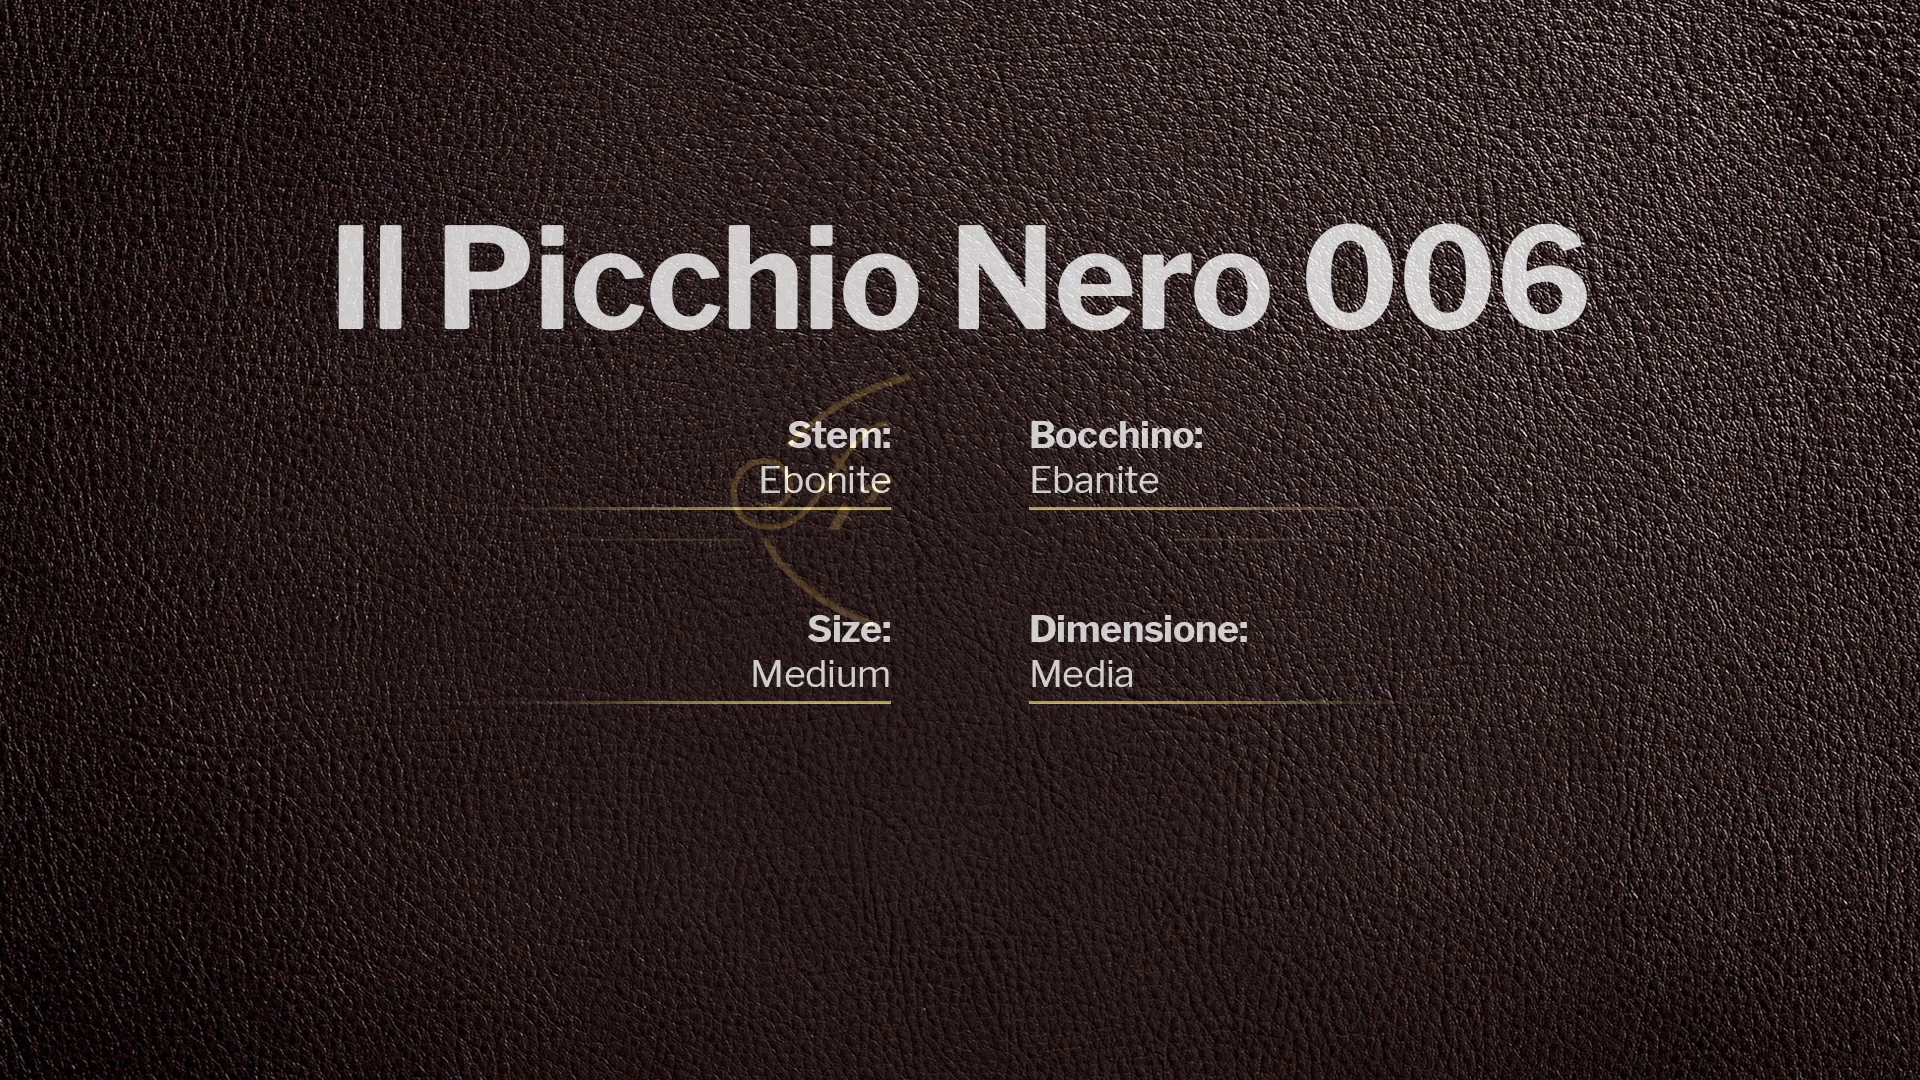 Il Picchio Nero 006
Stem:
Ebonite
Bocchino:
Ebanite
Size:
Medium
Dimensione:
Media